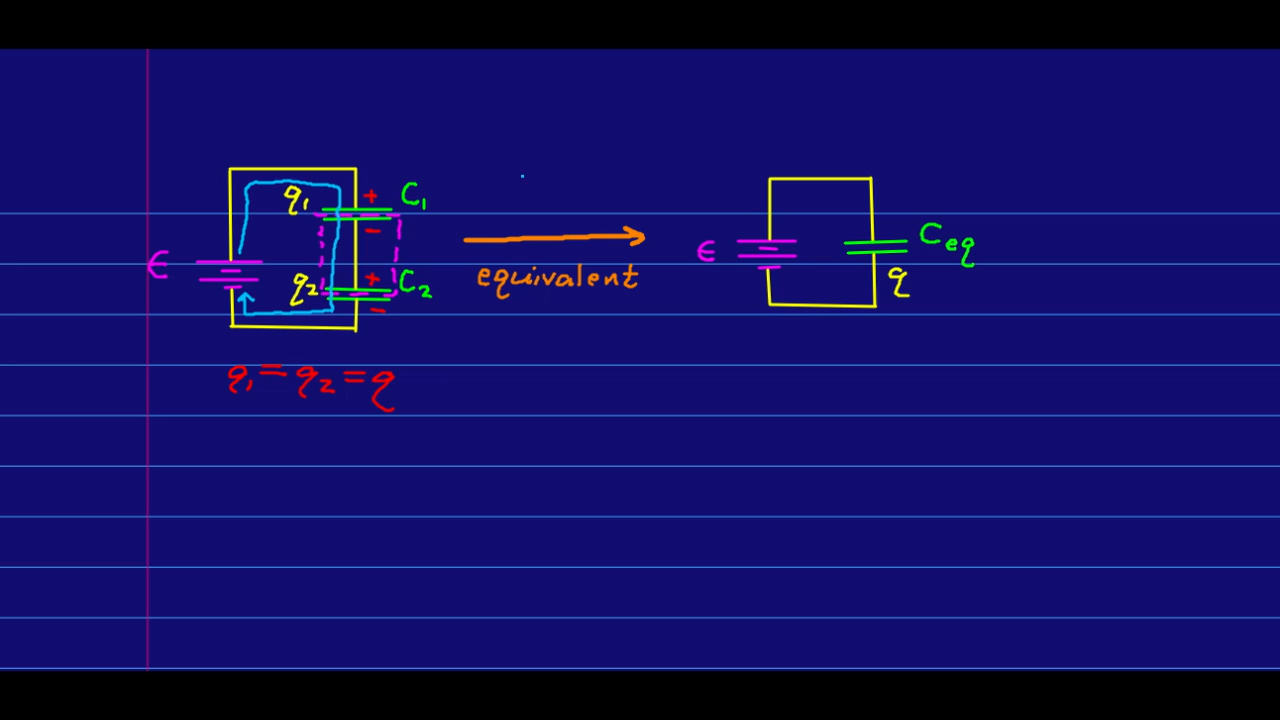 q₁ + C₁
-
ϵ
q₂ + C₂
-
q₁ = q₂ = q
equivalent
ϵ
C_eq
q